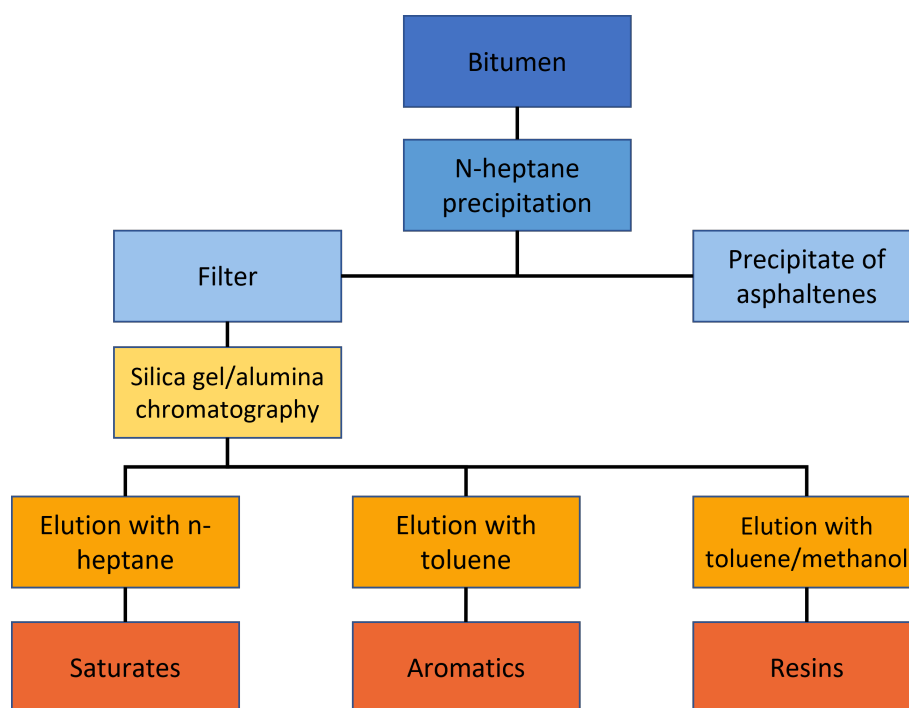 Bitumen
N-heptane
precipitation
Filter
Precipitate of
asphaltenes
Silica gel/alumina
chromatography
Elution with n-
heptane
Elution with
toluene
Elution with
toluene/methanol
Saturates
Aromatics
Resins